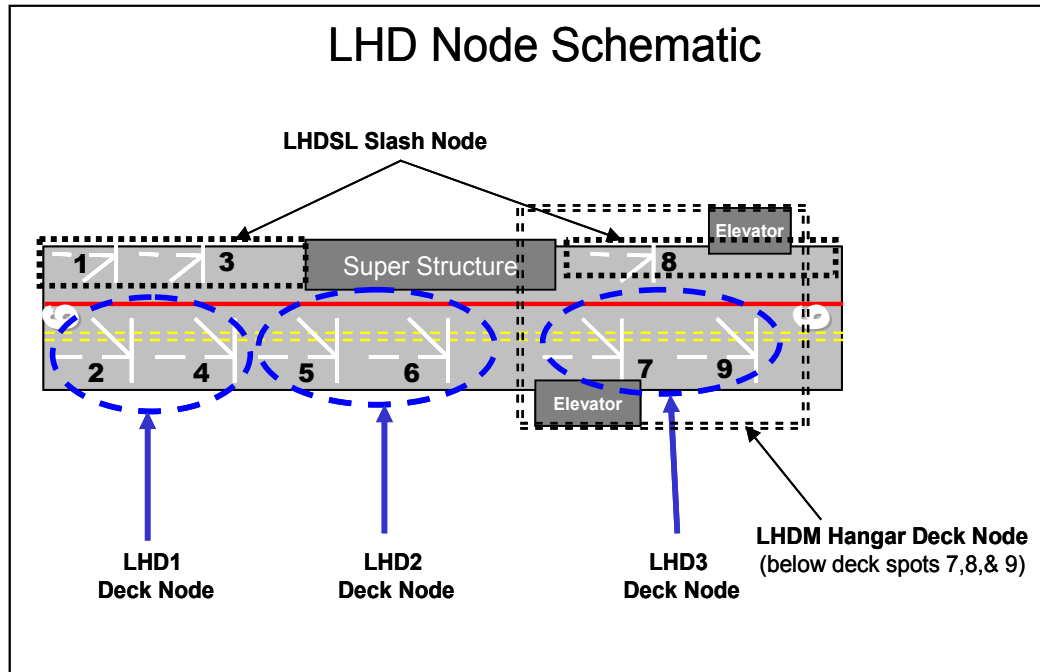 LHD Node Schematic
LHDSL Slash Node
Elevator
1
3
Super Structure
8
6
6
2
4
5
6
7
9
Elevator
LHD1
Deck Node
LHD2
Deck Node
LHD3
Deck Node
LHDM Hangar Deck Node
(below deck spots 7,8,& 9)